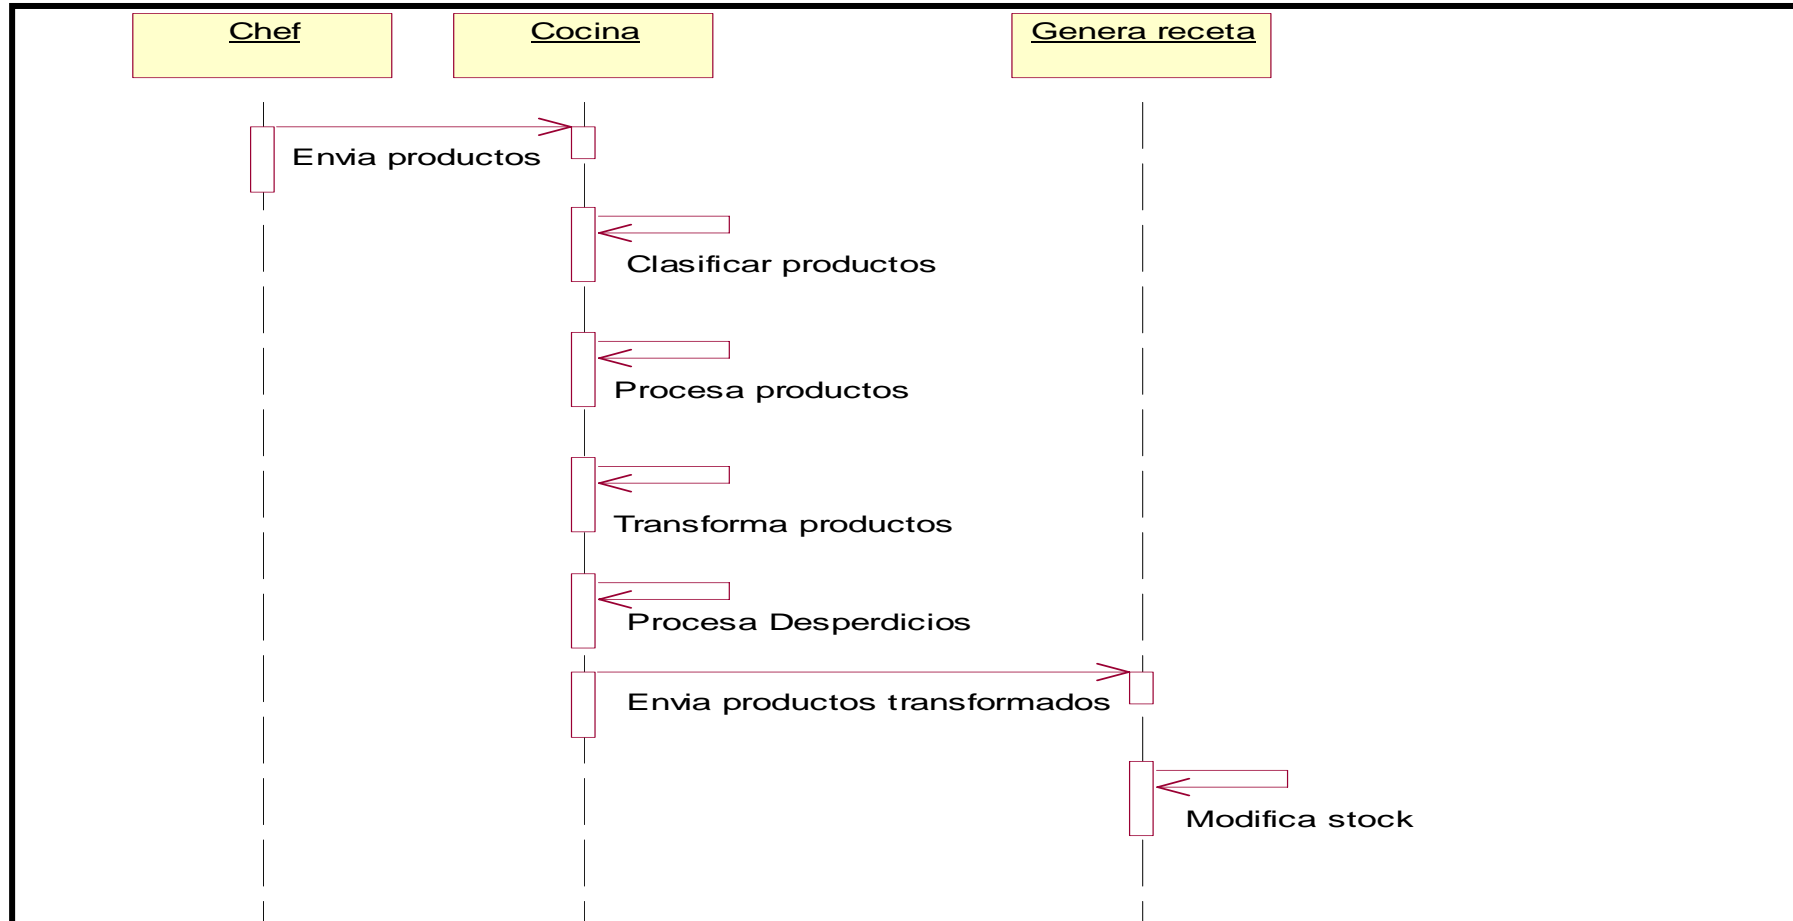 Chef
Cocina
Genera receta
Envia productos
Clasificar productos
Procesa productos
Transforma productos
Procesa Desperdicios
Envia productos transformados
Modifica stock